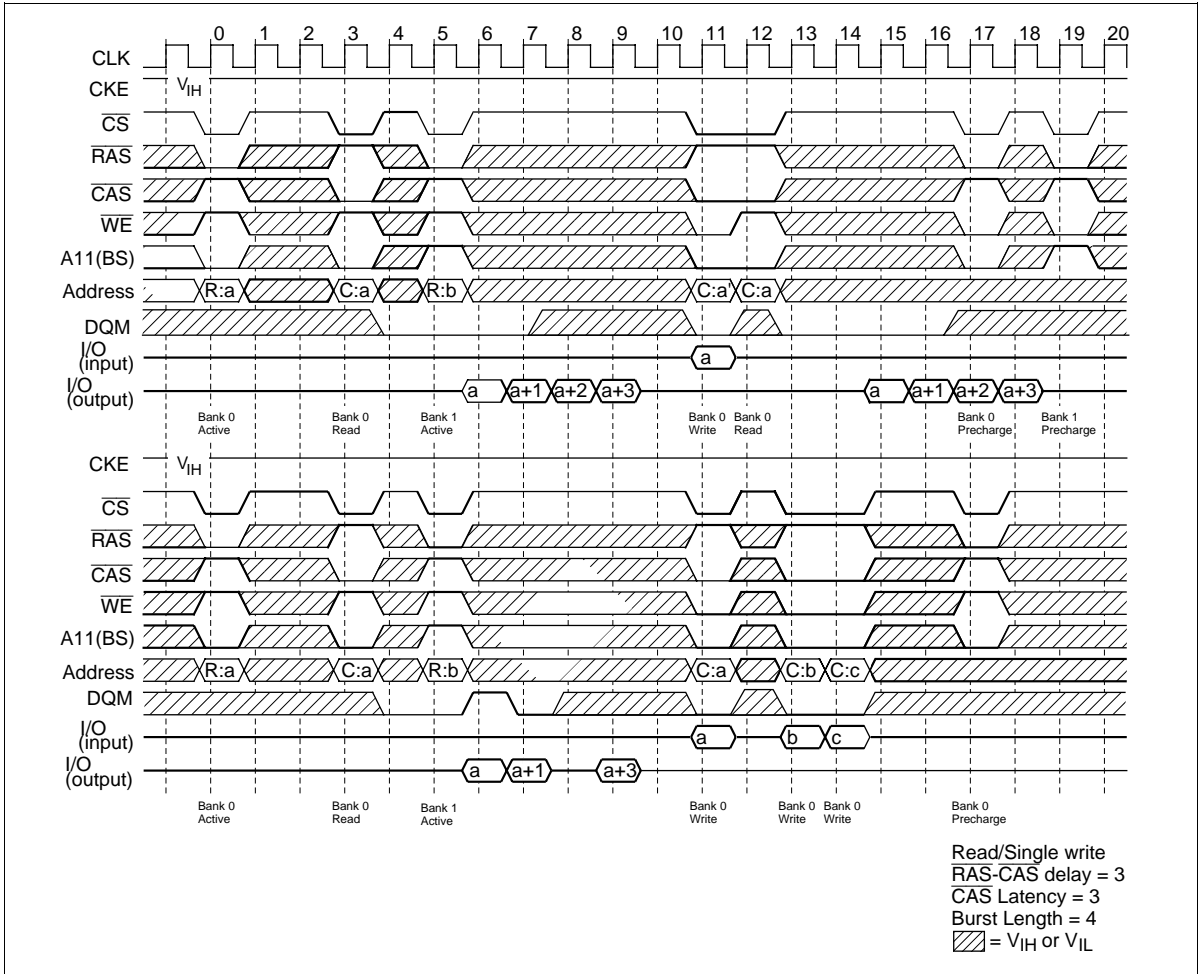 0 1 2 3 4 5 6 7 8 9 10 11 12 13 14 15 16 17 18 19 20
CLK
CKE VIH
CS
RAS
CAS
WE
A11(BS)
Address R:a C:a R:b C:a' C:a
DQM
I/O
(input) a
I/O
(output) a a+1 a+2 a+3 a a+1 a+2 a+3
Bank 0 Bank 0 Bank 1 Bank 0 Bank 0 Bank 0 Bank 1
Active Read Active Write Read Precharge Precharge
CKE VIH
CS
RAS
CAS
WE
A11(BS)
Address R:a C:a R:b C:a C:b C:c
DQM
I/O
(input) a b c
I/O
(output) a a+1 a+3
Bank 0 Bank 0 Bank 1 Bank 0 Bank 0 Bank 0 Bank 0
Active Read Active Write Write Write Precharge
Read/Single write
RAS-CAS delay = 3
CAS Latency = 3
Burst Length = 4
= VIH or VIL